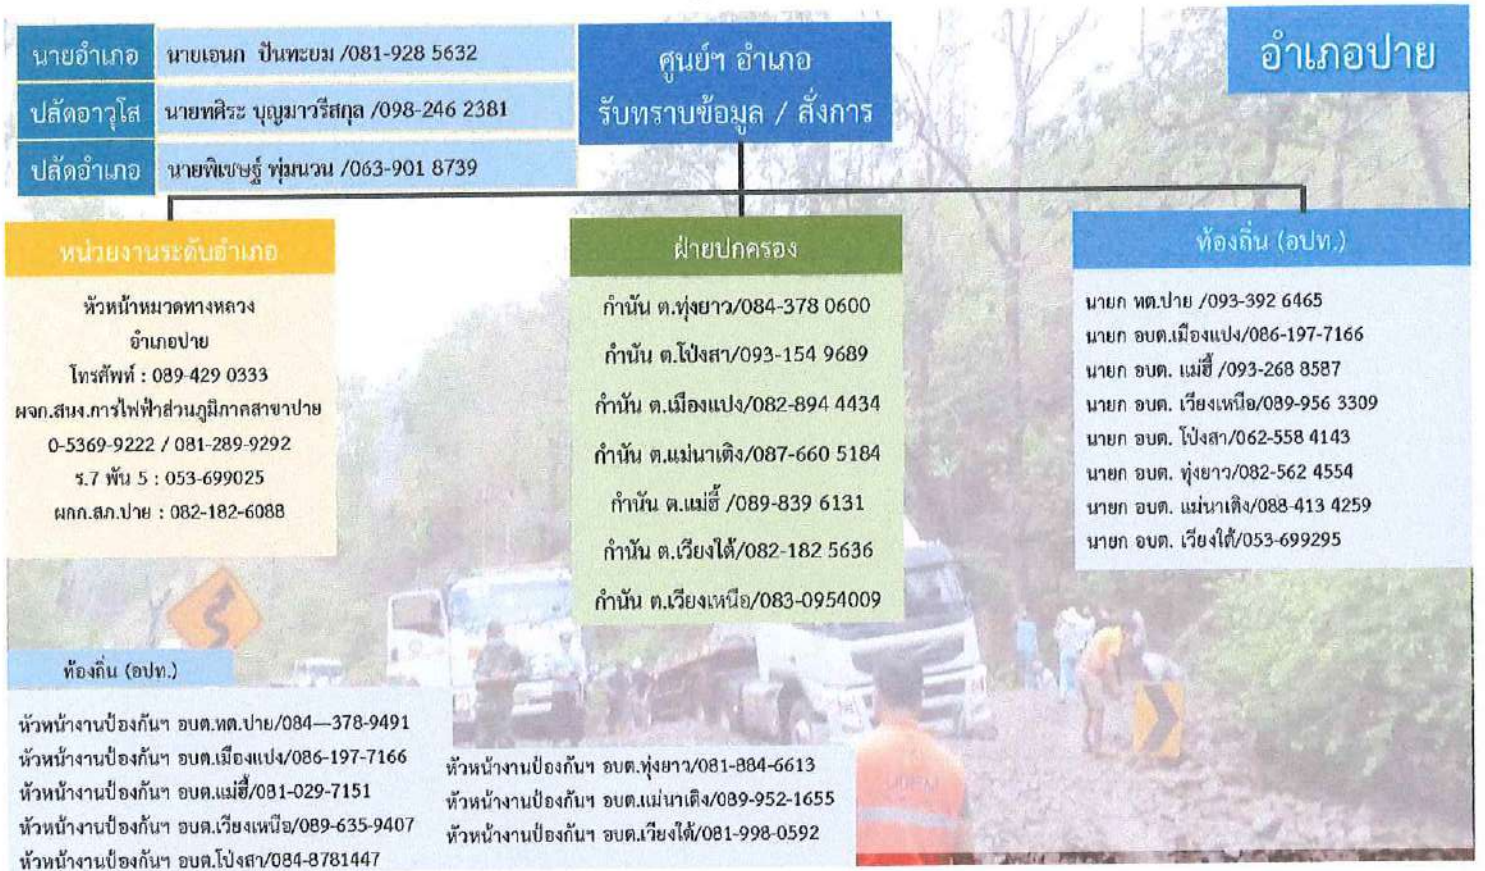 อำเภอปาย
นายอำเภอ นายเอนก ปันทะยม /081-928 5632
ปลัดอาวุโส นายทศิระ บุญมาวรีสกุล /098-246 2381
ปลัดอำเภอ นายพิเชษฐ์ พุ่มนวน /063-901 8739
ศูนย์ฯ อำเภอ
รับทราบข้อมูล / สั่งการ
หน่วยงานระดับอำเภอ
หัวหน้าหมวดทางหลวง
อำเภอปาย
โทรศัพท์ : 089-429 0333
ผจก.สนง.การไฟฟ้าส่วนภูมิภาคสาขาปาย
0-5369-9222 / 081-289-9292
ร.7 พัน 5 : 053-699025
ผกก.สภ.ปาย : 082-182-6088
ฝ่ายปกครอง
กำนัน ต.ทุ่งยาว/084-378 0600
กำนัน ต.โป่งสา/093-154 9689
กำนัน ต.เมืองแปง/082-894 4434
กำนัน ต.แม่นาเติง/087-660 5184
กำนัน ต.แม่ฮี้ /089-839 6131
กำนัน ต.เวียงใต้/082-182 5636
กำนัน ต.เวียงเหนือ/083-0954009
ท้องถิ่น (อปท.)
นายก ทต.ปาย /093-392 6465
นายก อบต.เมืองแปง/086-197-7166
นายก อบต. แม่ฮี้ /093-268 8587
นายก อบต. เวียงเหนือ/089-956 3309
นายก อบต. โป่งสา/062-558 4143
นายก อบต. ทุ่งยาว/082-562 4554
นายก อบต. แม่นาเติง/088-413 4259
นายก อบต. เวียงใต้/053-699295
ท้องถิ่น (อปท.)
หัวหน้างานป้องกันฯ อบต.ทต.ปาย/084—378-9491
หัวหน้างานป้องกันฯ อบต.เมืองแปง/086-197-7166
หัวหน้างานป้องกันฯ อบต.แม่ฮี้/081-029-7151
หัวหน้างานป้องกันฯ อบต.เวียงเหนือ/089-635-9407
หัวหน้างานป้องกันฯ อบต.โป่งสา/084-8781447
หัวหน้างานป้องกันฯ อบต.ทุ่งยาว/081-884-6613
หัวหน้างานป้องกันฯ อบต.แม่นาเติง/089-952-1655
หัวหน้างานป้องกันฯ อบต.เวียงใต้/081-998-0592